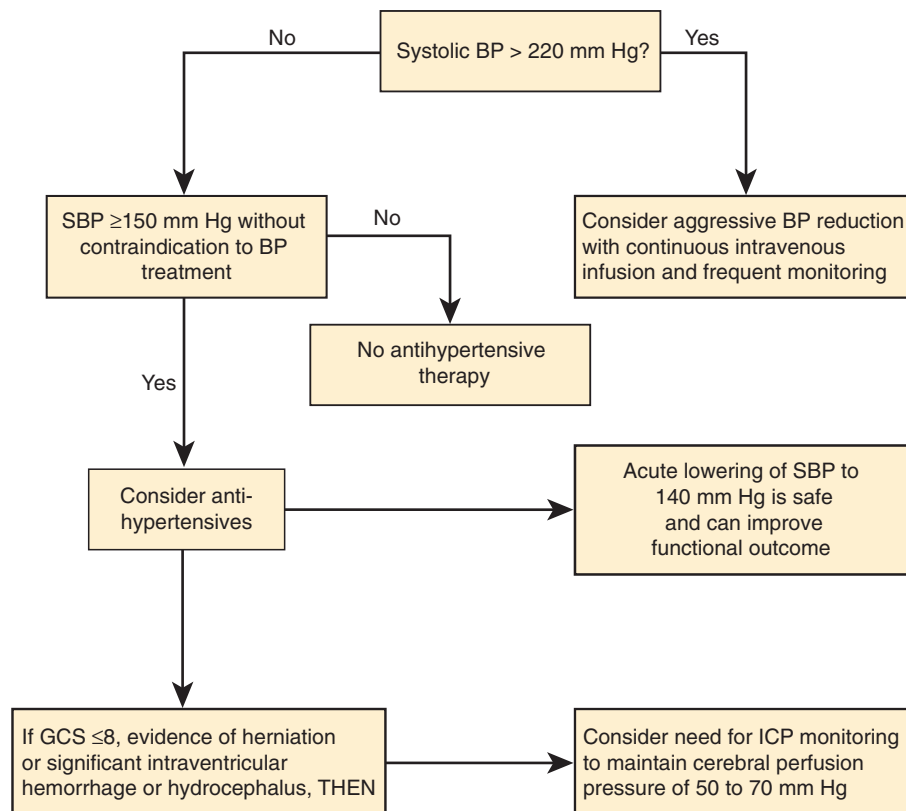 No
Systolic BP > 220 mm Hg?
Yes
SBP ≥150 mm Hg without
contraindication to BP
treatment
No
Consider aggressive BP reduction
with continuous intravenous
infusion and frequent monitoring
No antihypertensive
therapy
Yes
Consider anti-
hypertensives
Acute lowering of SBP to
140 mm Hg is safe
and can improve
functional outcome
If GCS ≤8, evidence of herniation
or significant intraventricular
hemorrhage or hydrocephalus, THEN
Consider need for ICP monitoring
to maintain cerebral perfusion
pressure of 50 to 70 mm Hg